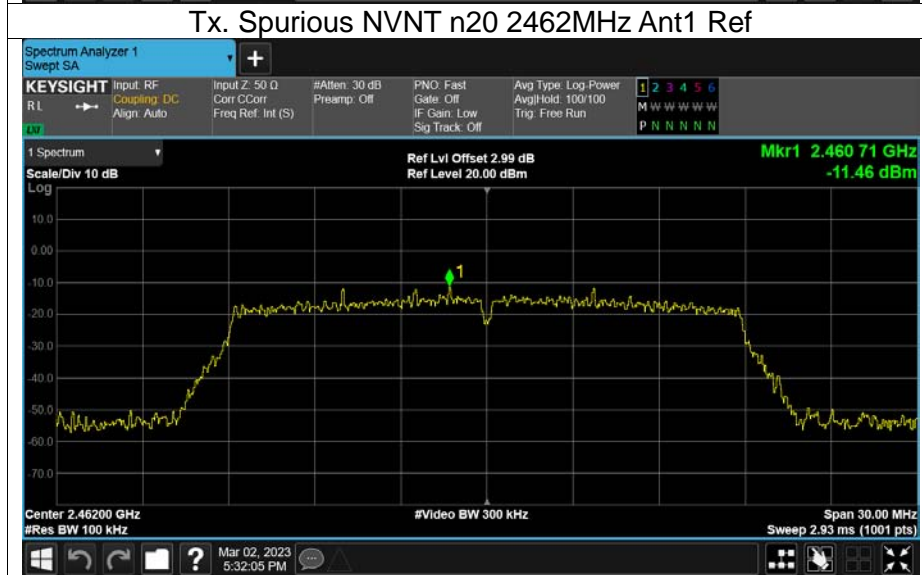 Tx. Spurious NVNT n20 2462MHz Ant1 Ref
Spectrum Analyzer 1
Swept SA
+
KEYSIGHT
R L
LXI
Input: RF
Coupling: DC
Align: Auto
Input Z: 50 Ω
Corr CCorr
Freq Ref: Int (S)
#Atten: 30 dB
Preamp: Off
PNO: Fast
Gate: Off
IF Gain: Low
Sig Track: Off
Avg Type: Log-Power
Avg|Hold: 100/100
Trig: Free Run
1 2 3 4 5 6
M W W W W W
P N N N N N
1 Spectrum
Scale/Div 10 dB
Ref Lvl Offset 2.99 dB
Ref Level 20.00 dBm
Mkr1 2.460 71 GHz
-11.46 dBm
Log
10.0
0.00
-10.0
-20.0
-30.0
-40.0
-50.0
-60.0
-70.0
1
Center 2.46200 GHz
#Res BW 100 kHz
#Video BW 300 kHz
Span 30.00 MHz
Sweep 2.93 ms (1001 pts)
?
Mar 02, 2023
5:32:05 PM